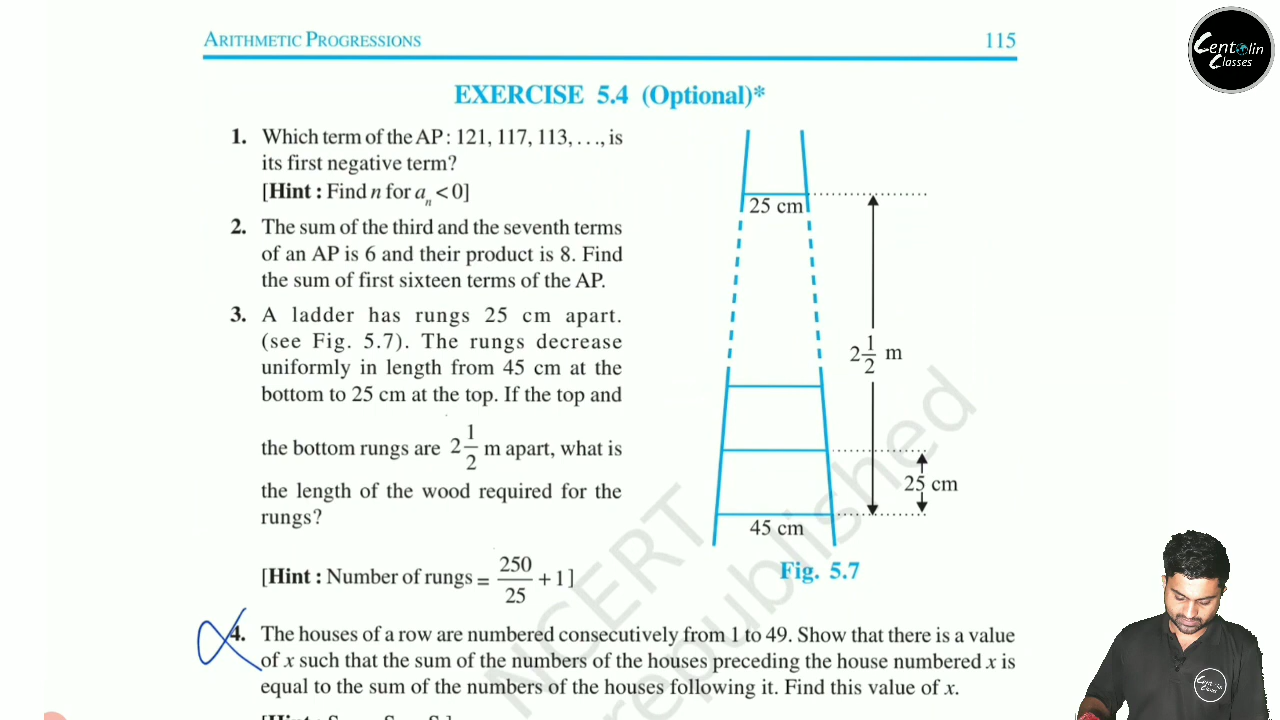 ARITHMETIC PROGRESSIONS 115
Centolin
Classes
EXERCISE 5.4 (Optional)*
1. Which term of the AP : 121, 117, 113, . . ., is
its first negative term?
[Hint : Find n for aₙ < 0]
2. The sum of the third and the seventh terms
of an AP is 6 and their product is 8. Find
the sum of first sixteen terms of the AP.
3. A ladder has rungs 25 cm apart.
(see Fig. 5.7). The rungs decrease
uniformly in length from 45 cm at the
bottom to 25 cm at the top. If the top and
the bottom rungs are 2 1/2 m apart, what is
the length of the wood required for the
rungs?
[Hint : Number of rungs = 250/25 + 1]
25 cm
2 1/2 m
25 cm
45 cm
Fig. 5.7
4. The houses of a row are numbered consecutively from 1 to 49. Show that there is a value
of x such that the sum of the numbers of the houses preceding the house numbered x is
equal to the sum of the numbers of the houses following it. Find this value of x.
NCERT
republished
Centolin
Classes